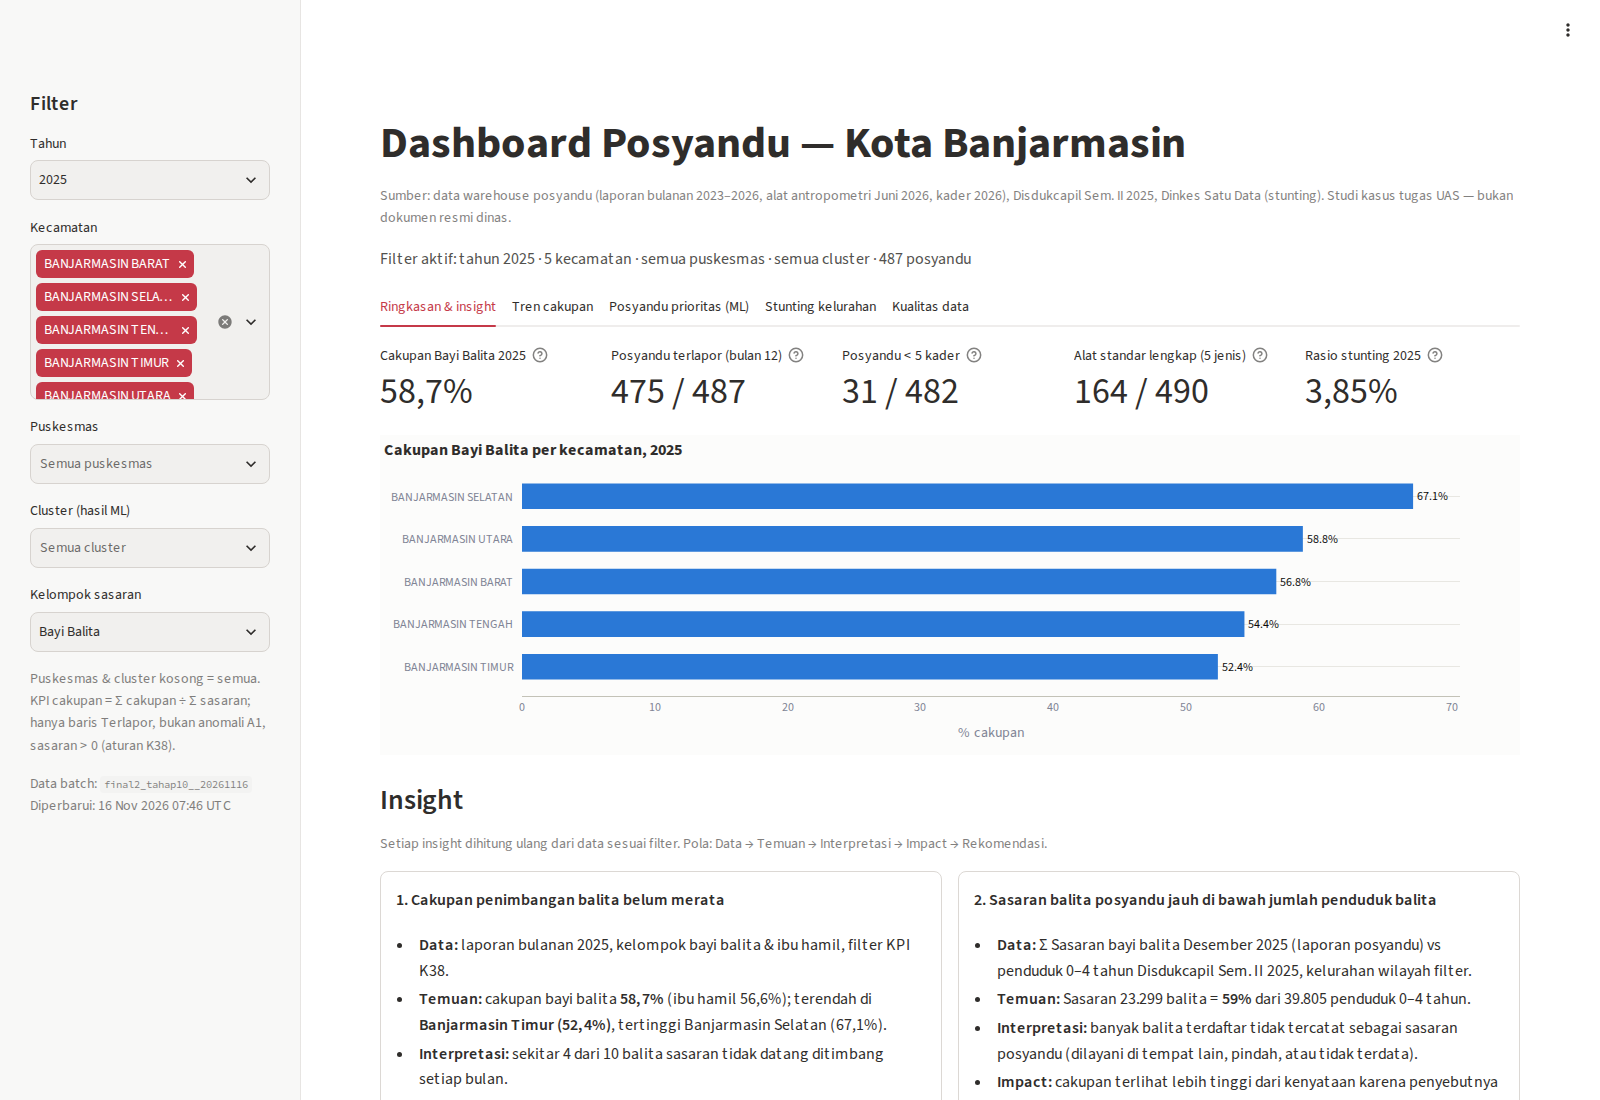 Filter
Tahun
2025
Kecamatan
BANJARMASIN BARAT
BANJARMASIN SELA...
BANJARMASIN TEN...
BANJARMASIN TIMUR
BANJARMASIN UTARA
Puskesmas
Semua puskesmas
Cluster (hasil ML)
Semua cluster
Kelompok sasaran
Bayi Balita
Puskesmas & cluster kosong = semua.
KPI cakupan = Σ cakupan ÷ Σ sasaran;
hanya baris Terlapor, bukan anomali A1,
sasaran > 0 (aturan K38).
Data batch: final2_tahap10__20261116
Diperbarui: 16 Nov 2026 07:46 UTC
Dashboard Posyandu — Kota Banjarmasin
Sumber: data warehouse posyandu (laporan bulanan 2023–2026, alat antropometri Juni 2026, kader 2026), Disdukcapil Sem. II 2025, Dinkes Satu Data (stunting). Studi kasus tugas UAS — bukan
dokumen resmi dinas.
Filter aktif: tahun 2025 · 5 kecamatan · semua puskesmas · semua cluster · 487 posyandu
Ringkasan & insight Tren cakupan Posyandu prioritas (ML) Stunting kelurahan Kualitas data
Cakupan Bayi Balita 2025 Posyandu terlapor (bulan 12) Posyandu < 5 kader Alat standar lengkap (5 jenis) Rasio stunting 2025
58,7% 475 / 487 31 / 482 164 / 490 3,85%
Cakupan Bayi Balita per kecamatan, 2025
BANJARMASIN SELATAN 67.1%
BANJARMASIN UTARA 58.8%
BANJARMASIN BARAT 56.8%
BANJARMASIN TENGAH 54.4%
BANJARMASIN TIMUR 52.4%
0 10 20 30 40 50 60 70
% cakupan
Insight
Setiap insight dihitung ulang dari data sesuai filter. Pola: Data → Temuan → Interpretasi → Impact → Rekomendasi.
1. Cakupan penimbangan balita belum merata
• Data: laporan bulanan 2025, kelompok bayi balita & ibu hamil, filter KPI
K38.
• Temuan: cakupan bayi balita 58,7% (ibu hamil 56,6%); terendah di
Banjarmasin Timur (52,4%), tertinggi Banjarmasin Selatan (67,1%).
• Interpretasi: sekitar 4 dari 10 balita sasaran tidak datang ditimbang
setiap bulan.
2. Sasaran balita posyandu jauh di bawah jumlah penduduk balita
• Data: Σ Sasaran bayi balita Desember 2025 (laporan posyandu) vs
penduduk 0–4 tahun Disdukcapil Sem. II 2025, kelurahan wilayah filter.
• Temuan: Sasaran 23.299 balita = 59% dari 39.805 penduduk 0–4 tahun.
• Interpretasi: banyak balita terdaftar tidak tercatat sebagai sasaran
posyandu (dilayani di tempat lain, pindah, atau tidak terdata).
• Impact: cakupan terlihat lebih tinggi dari kenyataan karena penyebutnya